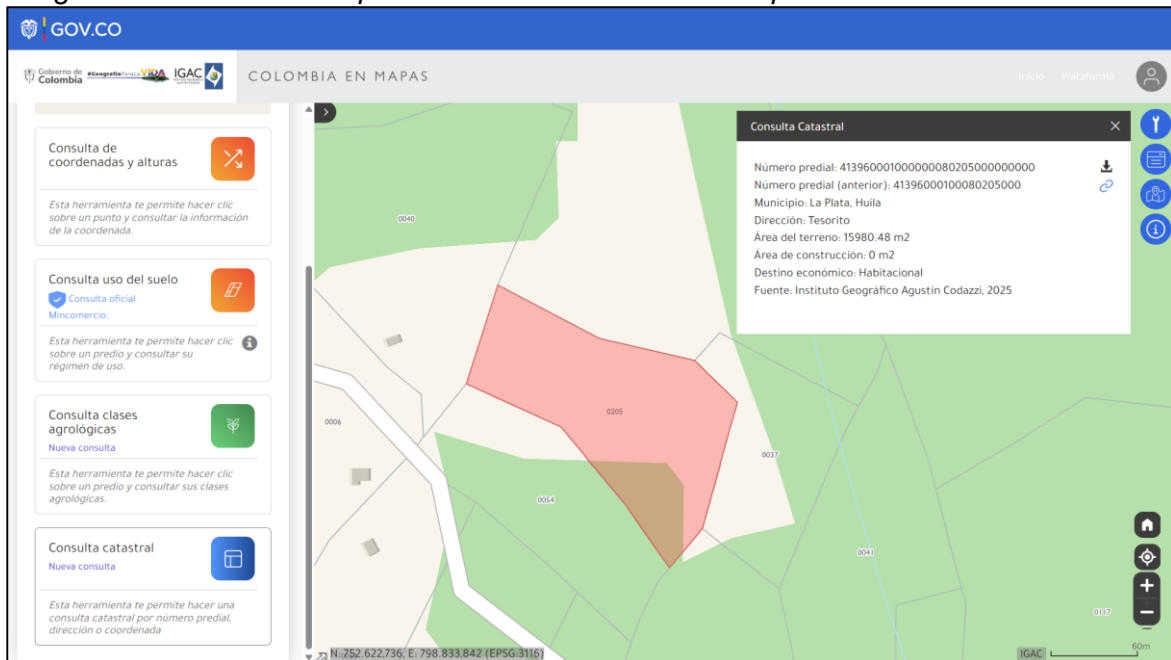 GOV.CO
Gobierno de
Colombia
#GeografíaParaLaVIDA
IGAC
COLOMBIA EN MAPAS
Inicio Plataforma
Consulta de
coordenadas y alturas
Esta herramienta te permite hacer clic
sobre un punto y consultar la información
de la coordenada.
Consulta uso del suelo
Consulta oficial
Mincomercio.
Esta herramienta te permite hacer clic
sobre un predio y consultar su
régimen de uso.
Consulta clases
agrológicas
Nueva consulta
Esta herramienta te permite hacer clic
sobre un predio y consultar sus clases
agrológicas.
Consulta catastral
Nueva consulta
Esta herramienta te permite hacer una
consulta catastral por número predial,
dirección o coordenada
Consulta Catastral
Número predial: 413960001000000080205000000000
Número predial (anterior): 41396000100080205000
Municipio: La Plata, Huila
Dirección: Tesorito
Área del terreno: 15980.48 m2
Área de construcción: 0 m2
Destino económico: Habitacional
Fuente: Instituto Geográfico Agustín Codazzi, 2025
0040
0205
0006
0037
0054
0041
0117
N: 752.622,736, E: 798.833,842 (EPSG:3116)
IGAC
60m